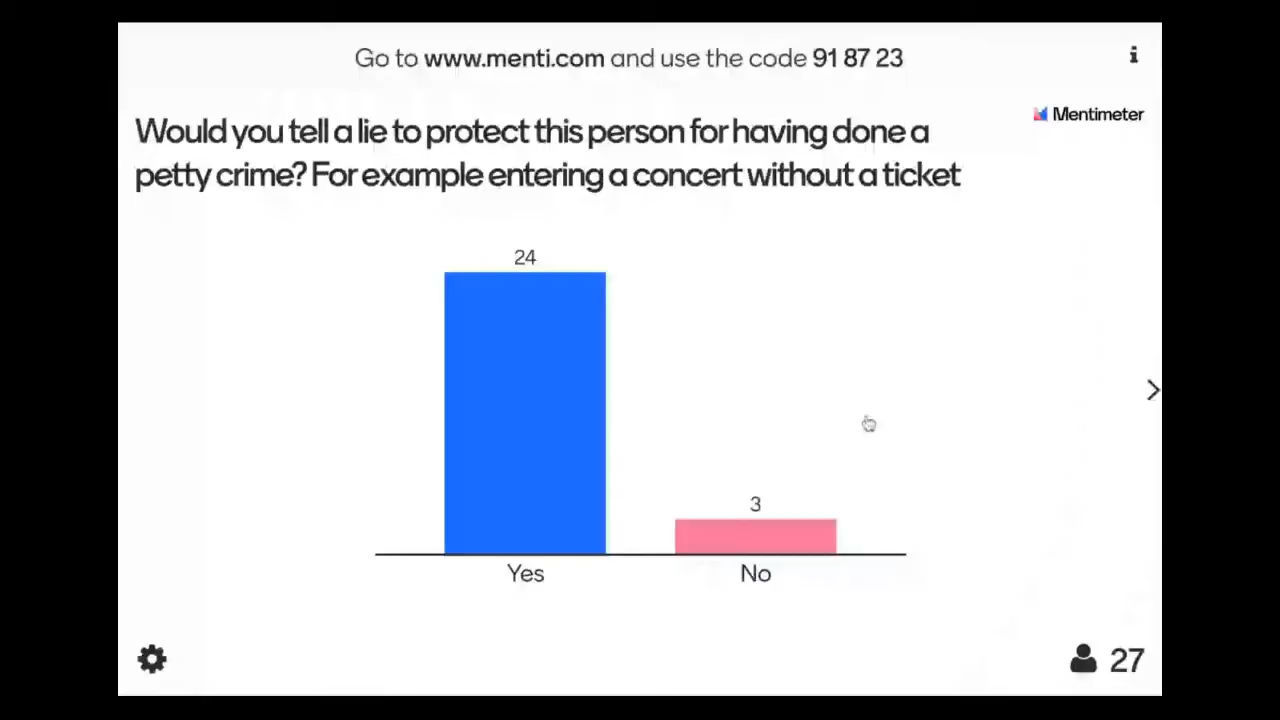 Go to www.menti.com and use the code 91 87 23
Mentimeter
Would you tell a lie to protect this person for having done a
petty crime? For example entering a concert without a ticket
24
3
Yes
No
27